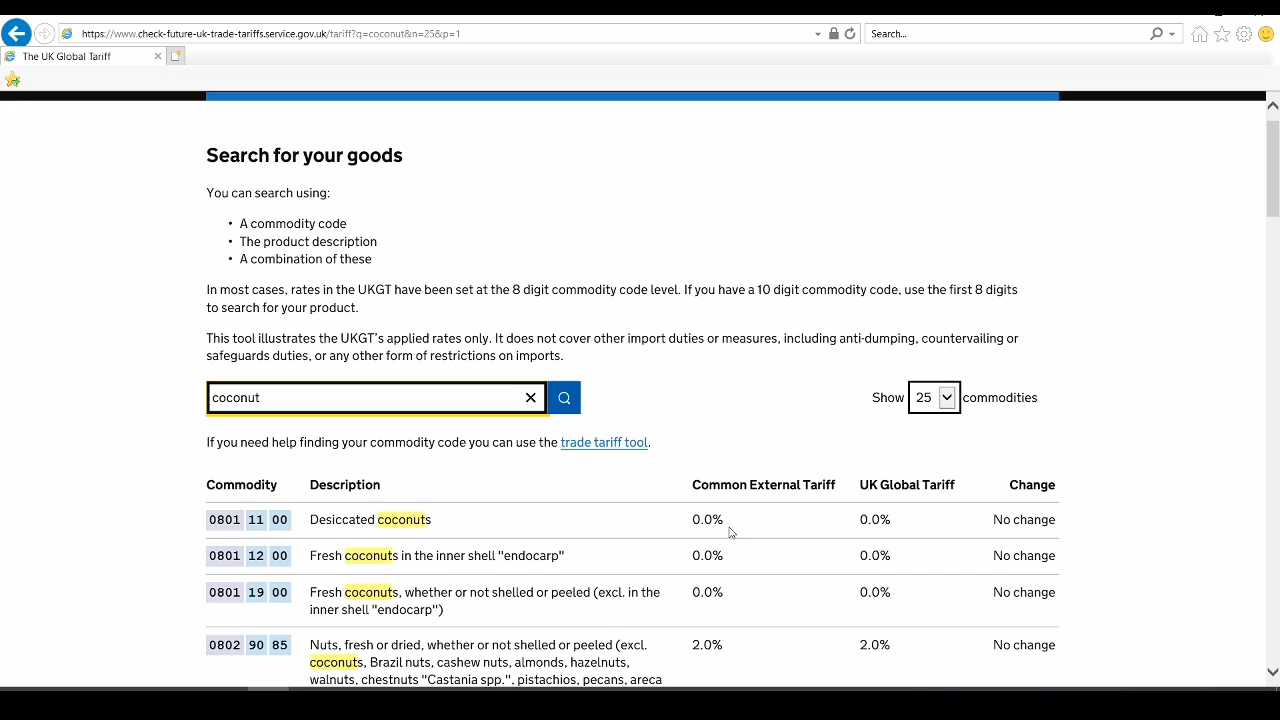 https://www.check-future-uk-trade-tariffs.service.gov.uk/tariff?q=coconut&n=25&p=1
Search...
The UK Global Tariff
Search for your goods
You can search using:
• A commodity code
• The product description
• A combination of these
In most cases, rates in the UKGT have been set at the 8 digit commodity code level. If you have a 10 digit commodity code, use the first 8 digits
to search for your product.
This tool illustrates the UKGT's applied rates only. It does not cover other import duties or measures, including anti-dumping, countervailing or
safeguards duties, or any other form of restrictions on imports.
coconut
Show 25 commodities
If you need help finding your commodity code you can use the trade tariff tool.
Commodity Description Common External Tariff UK Global Tariff Change
0801 11 00 Desiccated coconuts 0.0% 0.0% No change
0801 12 00 Fresh coconuts in the inner shell "endocarp" 0.0% 0.0% No change
0801 19 00 Fresh coconuts, whether or not shelled or peeled (excl. in the 0.0% 0.0% No change
inner shell "endocarp")
0802 90 85 Nuts, fresh or dried, whether or not shelled or peeled (excl. 2.0% 2.0% No change
coconuts, Brazil nuts, cashew nuts, almonds, hazelnuts,
walnuts, chestnuts "Castania spp.", pistachios, pecans, areca